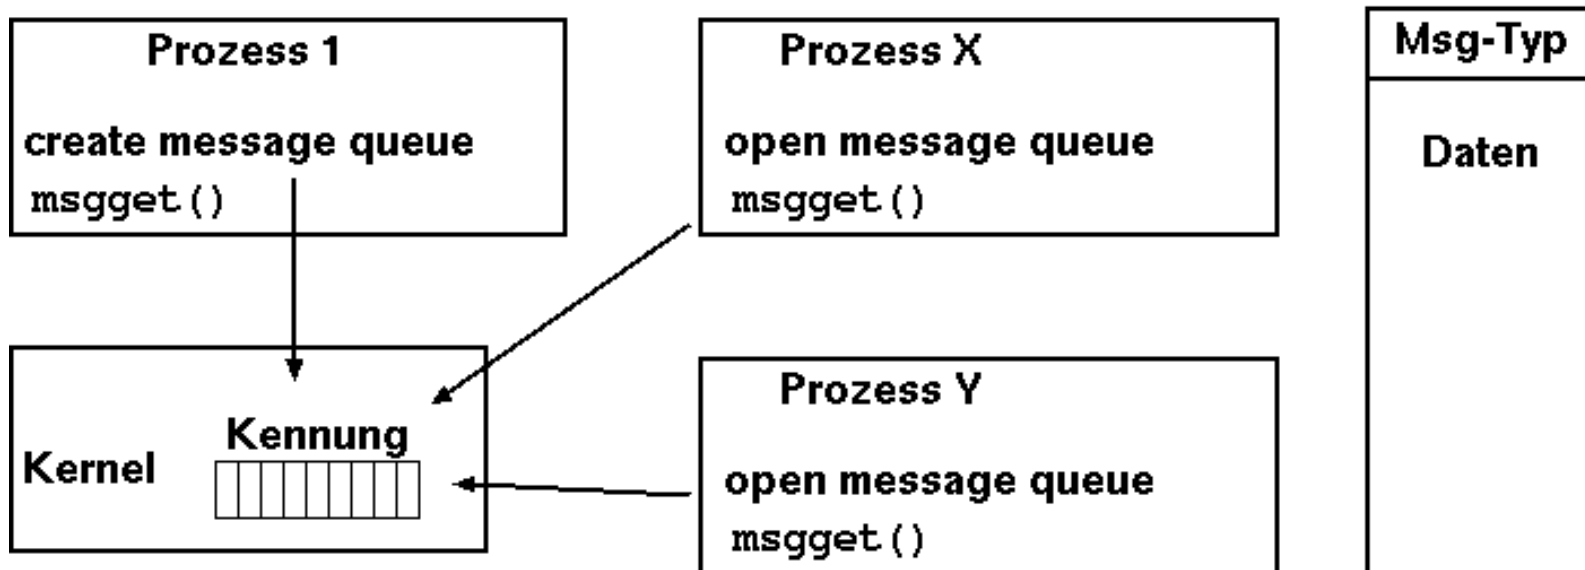 Prozess 1
create message queue
msgget()
Prozess X
open message queue
msgget()
Msg-Typ
Daten
Kernel
Kennung
Prozess Y
open message queue
msgget()